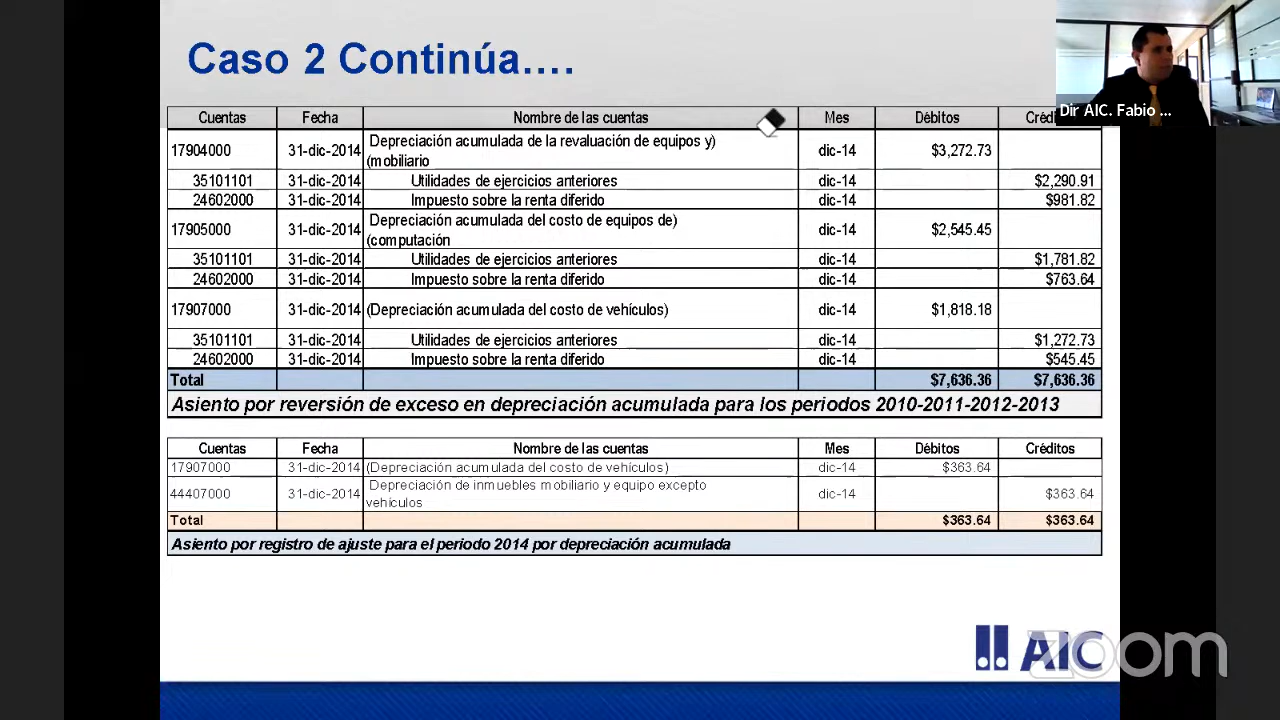 Caso 2 Continúa....
Dir AIC. Fabio ...
Cuentas Fecha Nombre de las cuentas Mes Débitos
17904000 31-dic-2014 Depreciación acumulada de la revaluación de equipos y) dic-14 $3,272.73
(mobiliario
35101101 31-dic-2014 Utilidades de ejercicios anteriores dic-14 $2,290.91
24602000 31-dic-2014 Impuesto sobre la renta diferido dic-14 $981.82
17905000 31-dic-2014 Depreciación acumulada del costo de equipos de) dic-14 $2,545.45
(computación
35101101 31-dic-2014 Utilidades de ejercicios anteriores dic-14 $1,781.82
24602000 31-dic-2014 Impuesto sobre la renta diferido dic-14 $763.64
17907000 31-dic-2014 (Depreciación acumulada del costo de vehículos) dic-14 $1,818.18
35101101 31-dic-2014 Utilidades de ejercicios anteriores dic-14 $1,272.73
24602000 31-dic-2014 Impuesto sobre la renta diferido dic-14 $545.45
Total $7,636.36 $7,636.36
Asiento por reversión de exceso en depreciación acumulada para los periodos 2010-2011-2012-2013
Cuentas Fecha Nombre de las cuentas Mes Débitos Créditos
17907000 31-dic-2014 (Depreciación acumulada del costo de vehículos) dic-14 $363.64
44407000 31-dic-2014 Depreciación de inmuebles mobiliario y equipo excepto dic-14 $363.64
vehículos
Total $363.64 $363.64
Asiento por registro de ajuste para el periodo 2014 por depreciación acumulada
AIC
zoom